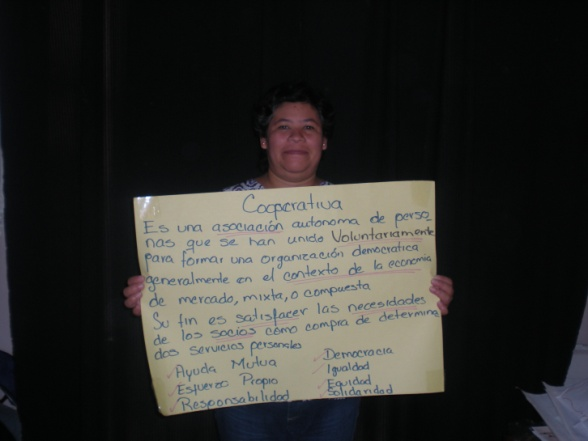 Cooperativa
Es una asociación autonoma de perso
nas que se han unido Voluntariamente
para formar una organización democratica
generalmente en el contexto de la economia
de mercado, mixta, o compuesta
Su fin es satisfacer las necesidades
de los socios como compra de determina
dos servicios personales
Ayuda Mutua
Esfuerzo Propio
Responsabilidad
Democracia
Igualdad
Equidad
Solidaridad